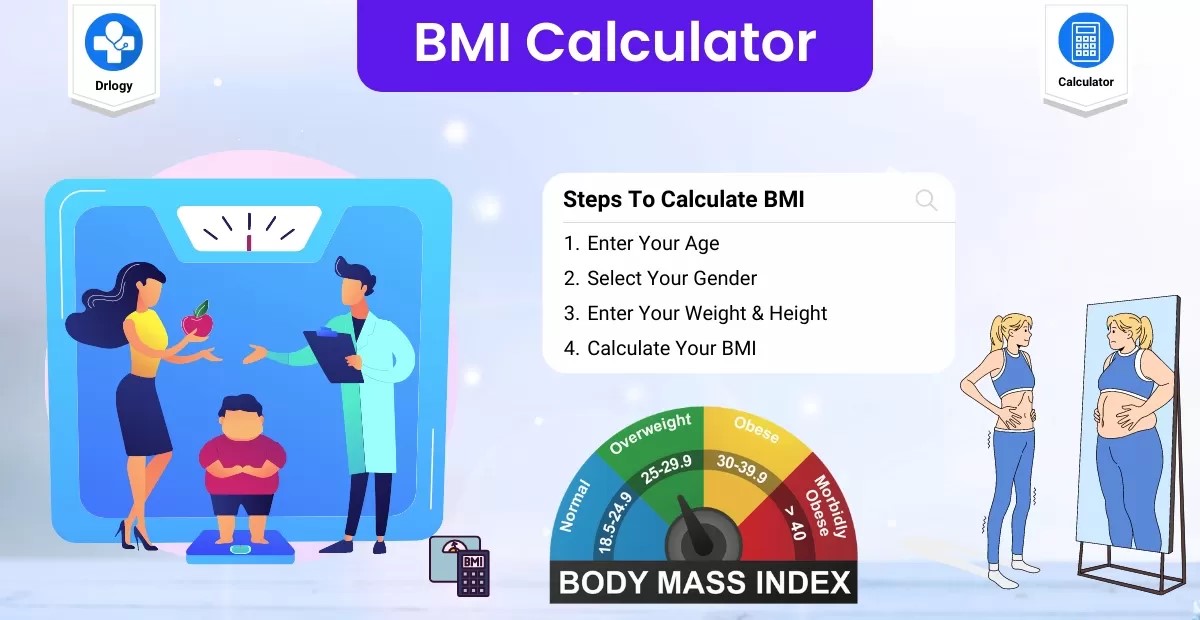 BMI Calculator
Drlogy
Calculator
Steps To Calculate BMI
1. Enter Your Age
2. Select Your Gender
3. Enter Your Weight & Height
4. Calculate Your BMI
Normal
18.5-24.9
Overweight
25-29.9
Obese
30-39.9
Morbidly
Obese
> 40
BODY MASS INDEX
BMI